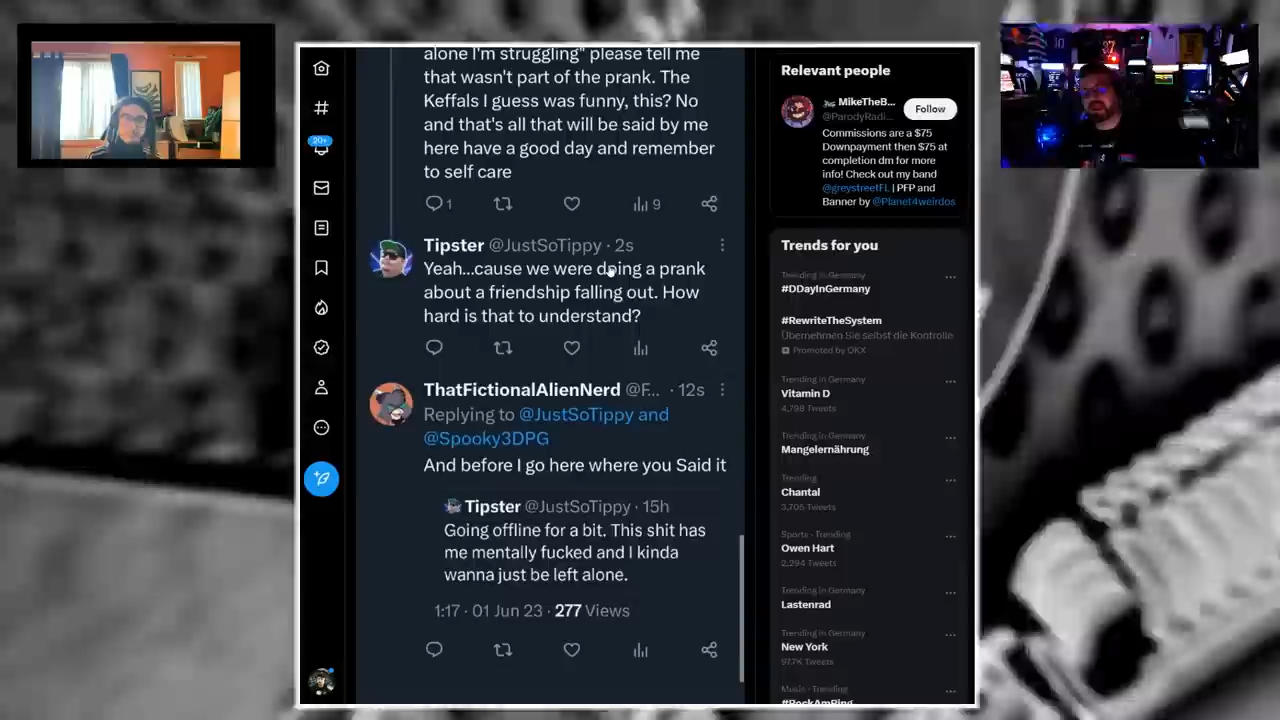 alone I'm struggling" please tell me
that wasn't part of the prank. The
Keffals I guess was funny, this? No
and that's all that will be said by me
here have a good day and remember
to self care
1
9
Tipster @JustSoTippy · 2s
Yeah...cause we were doing a prank
about a friendship falling out. How
hard is that to understand?
ThatFictionalAlienNerd @F... · 12s
Replying to @JustSoTippy and
@Spooky3DPG
And before I go here where you Said it
Tipster @JustSoTippy · 15h
Going offline for a bit. This shit has
me mentally fucked and I kinda
wanna just be left alone.
1:17 · 01 Jun 23 · 277 Views
20+
Relevant people
MikeTheB...
@ParodyRadi...
Follow
Commissions are a $75
Downpayment then $75 at
completion dm for more
info! Check out my band
@greystreetFL | PFP and
Banner by @Planet4weirdos
Trends for you
Trending in Germany
#DDayInGermany
#RewriteTheSystem
Übernehmen Sie selbst die Kontrolle
Promoted by OKX
Trending in Germany
Vitamin D
4,798 Tweets
Trending in Germany
Mangelernährung
Trending
Chantal
3,705 Tweets
Sports · Trending
Owen Hart
2,294 Tweets
Trending in Germany
Lastenrad
Trending in Germany
New York
97.7K Tweets
Music · Trending
#RockAmRing